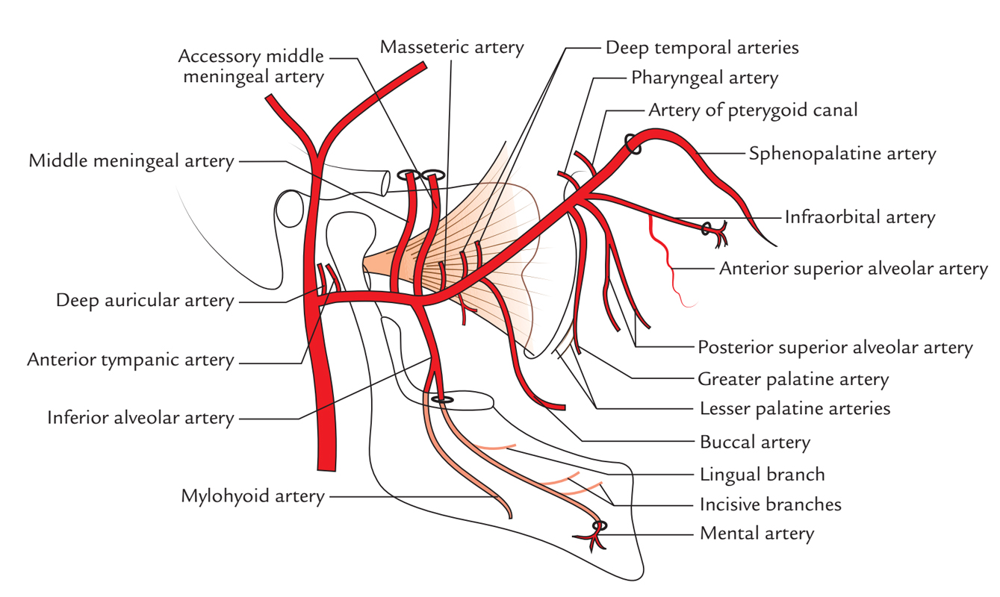 Accessory middle
meningeal artery
Masseteric artery
Deep temporal arteries
Pharyngeal artery
Artery of pterygoid canal
Middle meningeal artery
Sphenopalatine artery
Infraorbital artery
Anterior superior alveolar artery
Deep auricular artery
Anterior tympanic artery
Posterior superior alveolar artery
Greater palatine artery
Inferior alveolar artery
Lesser palatine arteries
Buccal artery
Lingual branch
Mylohyoid artery
Incisive branches
Mental artery